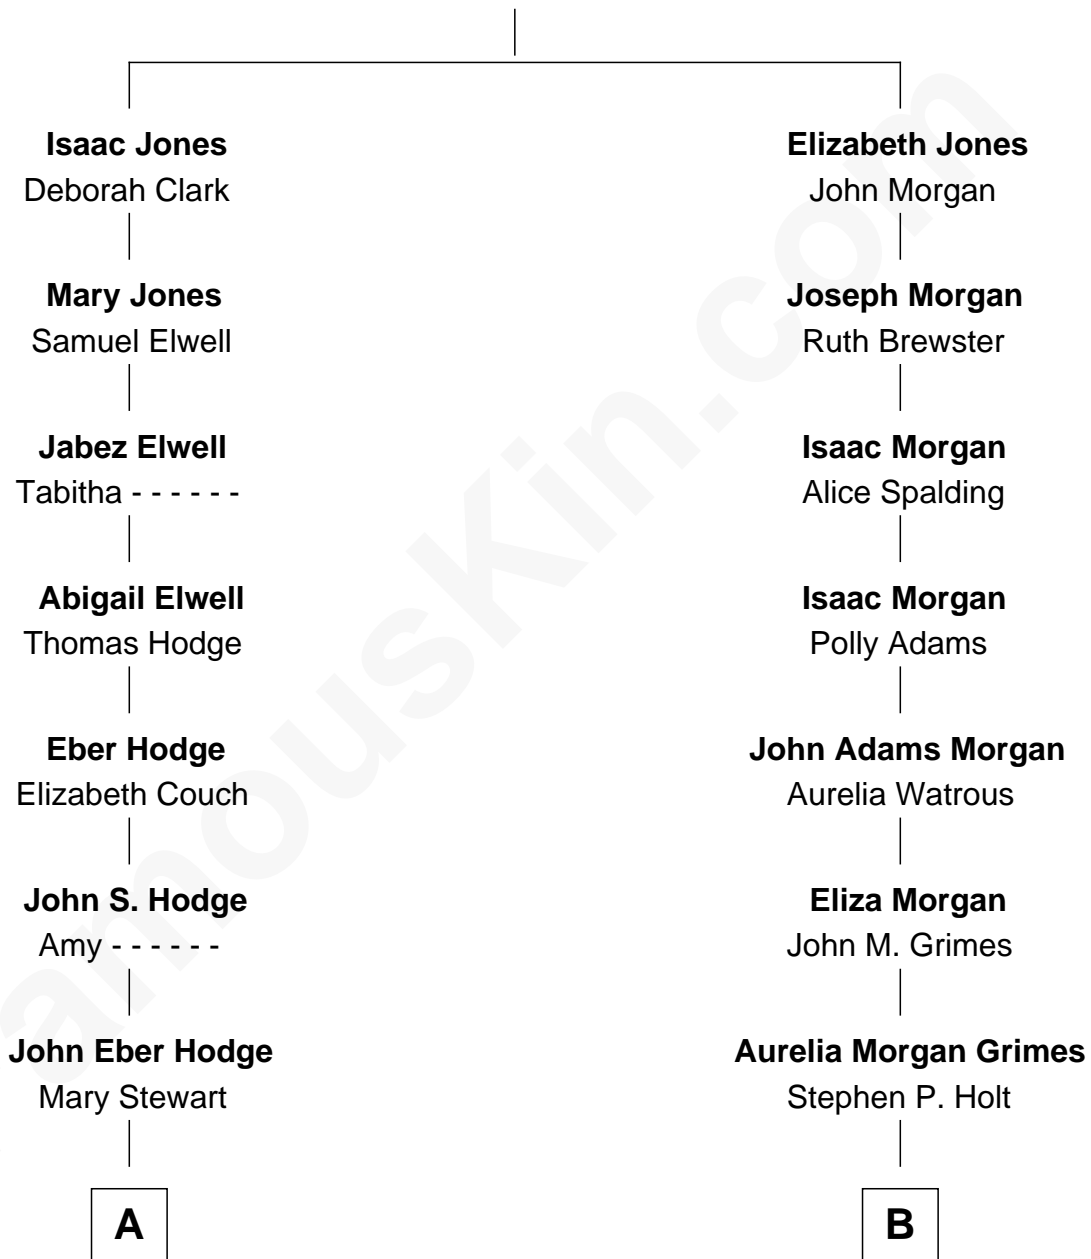 Isaac Jones
Deborah Clark
Mary Jones
Samuel Elwell
Jabez Elwell
Tabitha - - - - - -
Abigail Elwell
Thomas Hodge
Eber Hodge
Elizabeth Couch
John S. Hodge
Amy - - - - - -
John Eber Hodge
Mary Stewart
A
Elizabeth Jones
John Morgan
Joseph Morgan
Ruth Brewster
Isaac Morgan
Alice Spalding
Isaac Morgan
Polly Adams
John Adams Morgan
Aurelia Watrous
Eliza Morgan
John M. Grimes
Aurelia Morgan Grimes
Stephen P. Holt
B
amouskin.com